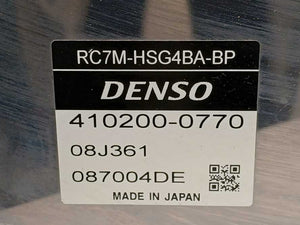 RC7M-HSG4BA-BP
DENSO
410200-0770
08J361
087004DE
MADE IN JAPAN